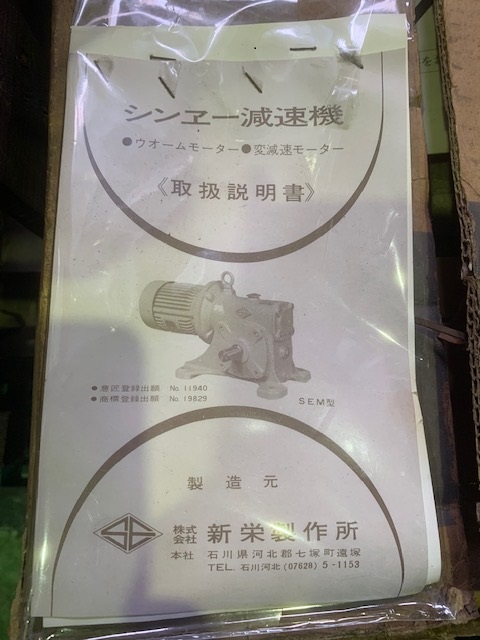 シンヱー減速機
●ウオームモーター●変減速モーター
《取扱説明書》
●意匠登録出願 No. 11940
●商標登録出願 No. 19829
SEM型
製造元
株式会社 新栄製作所
本社 石川県河北郡七塚町遠塚
TEL. 石川河北(07628)5-1153